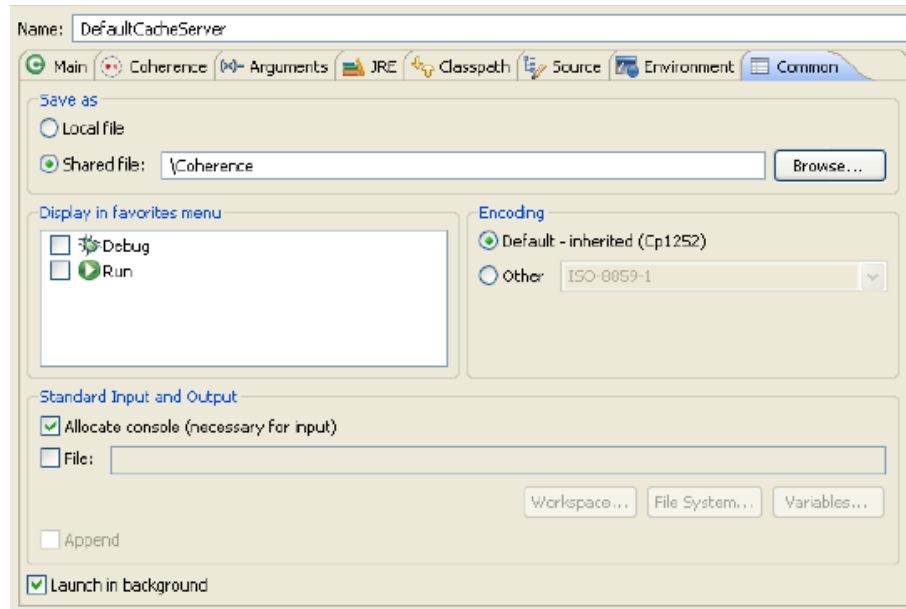 Name: DefaultCacheServer
Main Coherence Arguments JRE Classpath Source Environment Common
Save as
Local file
Shared file: \Coherence Browse...
Display in favorites menu Encoding
Debug Default - inherited (Cp1252)
Run Other ISO-8859-1
Standard Input and Output
Allocate console (necessary for input)
File:
Workspace... File System... Variables...
Append
Launch in background